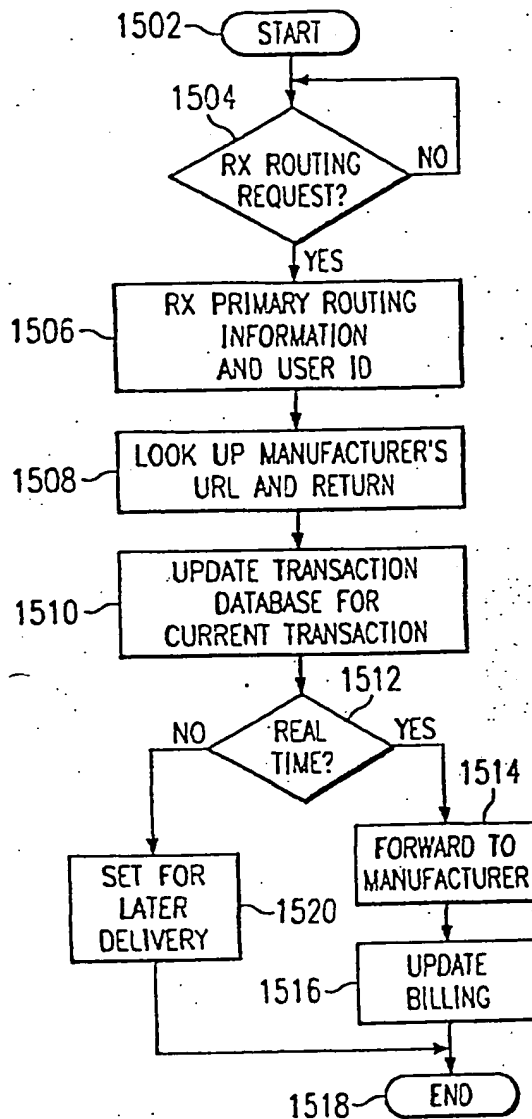 1502
START
1504
RX ROUTING
REQUEST?
NO
YES
1506
RX PRIMARY ROUTING
INFORMATION
AND USER ID
1508
LOOK UP MANUFACTURER'S
URL AND RETURN
1510
UPDATE TRANSACTION
DATABASE FOR
CURRENT TRANSACTION
1512
NO
REAL
TIME?
YES
1514
FORWARD TO
MANUFACTURER
SET FOR
LATER
DELIVERY
1520
1516
UPDATE
BILLING
1518
END